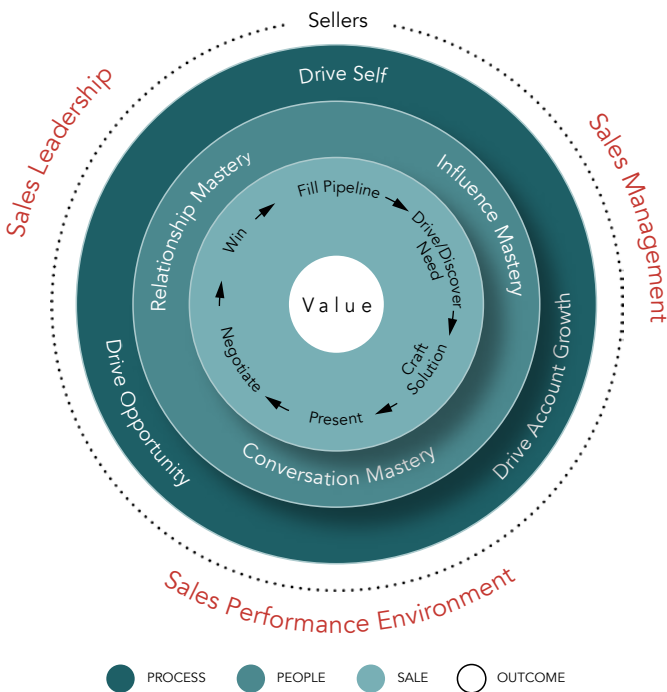 Sellers
Sales Leadership
Sales Management
Drive Self
Relationship Mastery
Influence Mastery
Fill Pipeline
Drive/Discover
Need
Win
Value
Craft
Solution
Negotiate
Present
Drive Opportunity
Drive Account Growth
Conversation Mastery
Sales Performance Environment
PROCESS
PEOPLE
SALE
OUTCOME